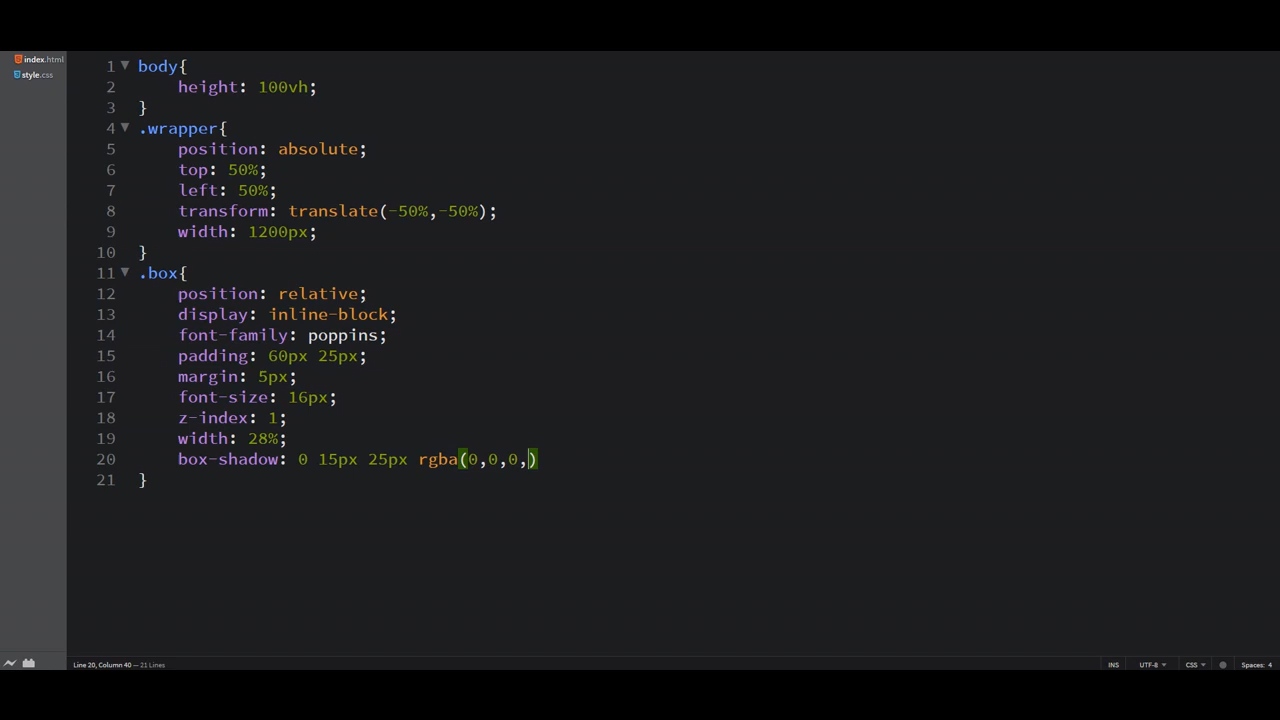 index.html
style.css
1 body{
2 height: 100vh;
3 }
4 .wrapper{
5 position: absolute;
6 top: 50%;
7 left: 50%;
8 transform: translate(-50%,-50%);
9 width: 1200px;
10 }
11 .box{
12 position: relative;
13 display: inline-block;
14 font-family: poppins;
15 padding: 60px 25px;
16 margin: 5px;
17 font-size: 16px;
18 z-index: 1;
19 width: 28%;
20 box-shadow: 0 15px 25px rgba(0,0,0,)
21 }
Line 20, Column 40 — 21 Lines INS UTF-8 CSS Spaces: 4